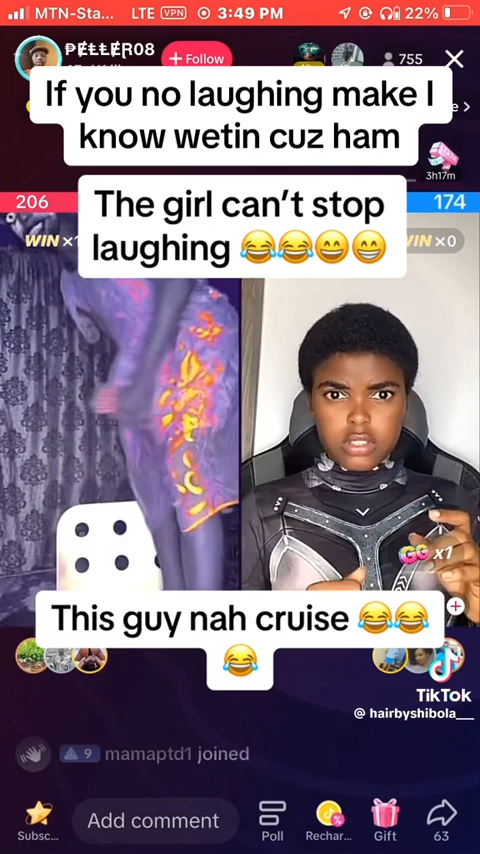 MTN-Sta... LTE VPN 3:49 PM 22%
₱ɆⱠⱠɆⱤ08
+ Follow
755
If you no laughing make I
know wetin cuz ham
3h17m
206
174
The girl can't stop
laughing 😂😂😄😁
WIN ×1
WIN ×0
GG x1
This guy nah cruise 😂😂
😂
TikTok
@ hairbyshibola___
9 mamaptd1 joined
Add comment
Subsc...
Poll
Rechar...
Gift
63